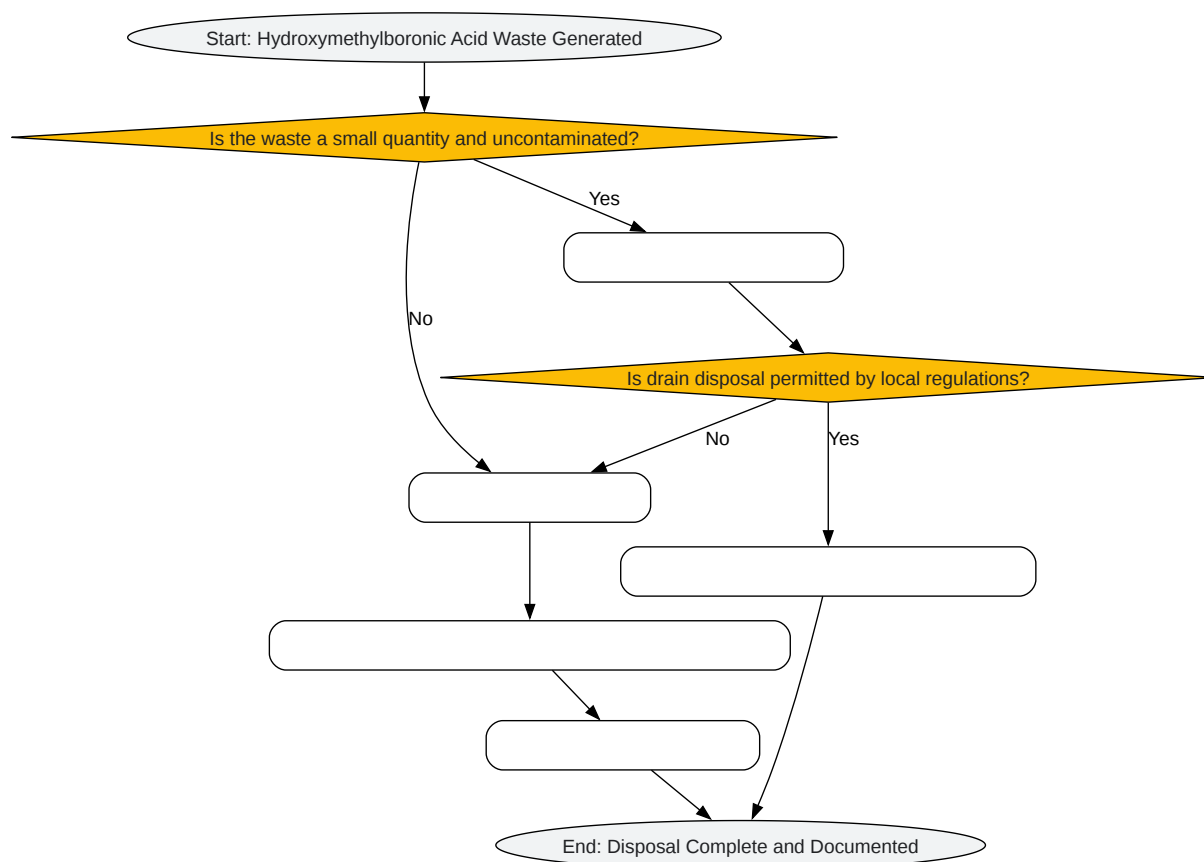 Start: Hydroxymethylboronic Acid Waste Generated
Is the waste a small quantity and uncontaminated?
Yes
No
Is drain disposal permitted by local regulations?
No
Yes
End: Disposal Complete and Documented